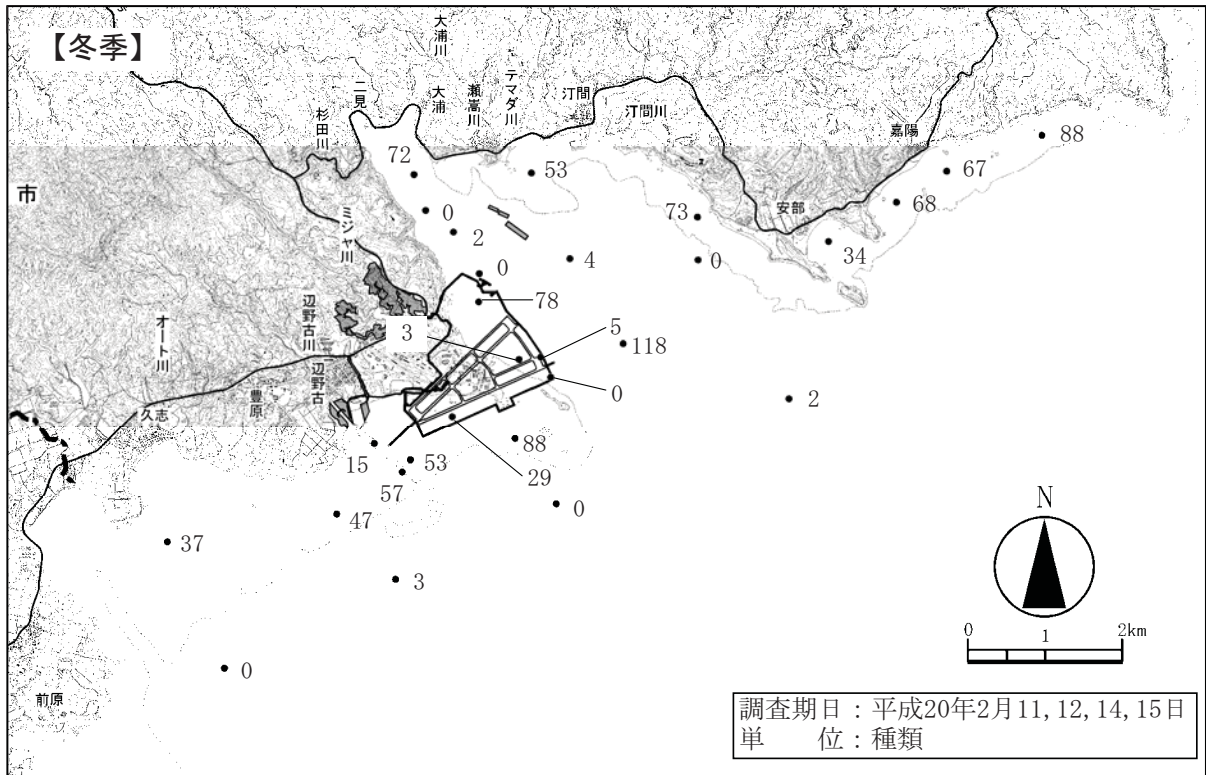 【冬季】
大浦川
テマダ川
瀬嵩川
大浦
二見
杉田川
汀間
汀間川
嘉陽
安部
市
ミジャ川
辺野古川
辺野古
オート川
豊原
久志
前原
88
67
68
34
53
72
73
0
2
0
4
0
78
3
5
118
0
2
88
29
15
53
57
47
0
37
3
0
N
0 1 2km
調査期日：平成20年2月11, 12, 14, 15日
単　　位：種類